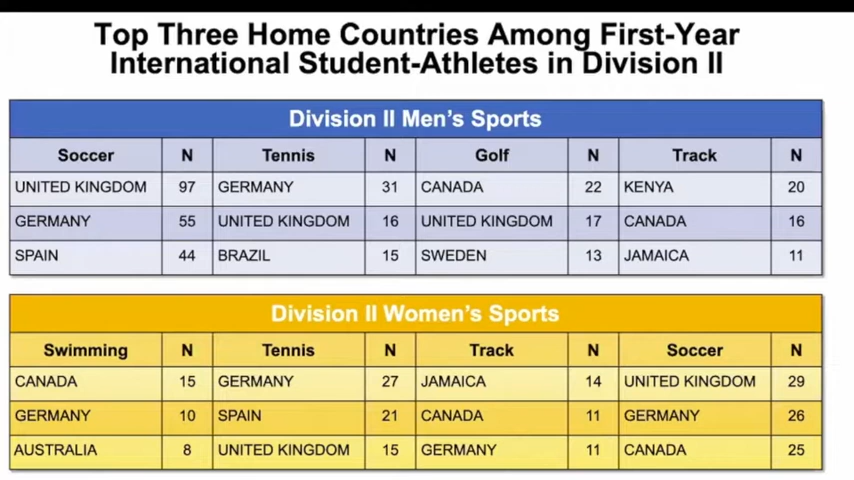 Top Three Home Countries Among First-Year
International Student-Athletes in Division II
Division II Men's Sports
Soccer N Tennis N Golf N Track N
UNITED KINGDOM 97 GERMANY 31 CANADA 22 KENYA 20
GERMANY 55 UNITED KINGDOM 16 UNITED KINGDOM 17 CANADA 16
SPAIN 44 BRAZIL 15 SWEDEN 13 JAMAICA 11
Division II Women's Sports
Swimming N Tennis N Track N Soccer N
CANADA 15 GERMANY 27 JAMAICA 14 UNITED KINGDOM 29
GERMANY 10 SPAIN 21 CANADA 11 GERMANY 26
AUSTRALIA 8 UNITED KINGDOM 15 GERMANY 11 CANADA 25